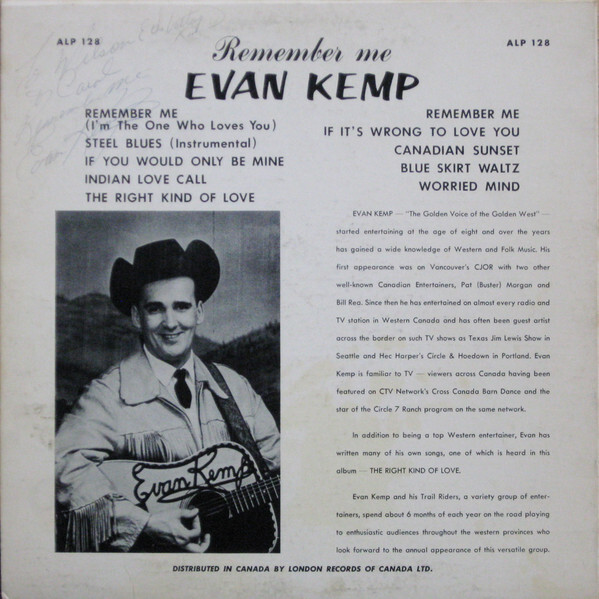 ALP 128
ALP 128
Remember me
EVAN KEMP
REMEMBER ME
(I'm The One Who Loves You)
STEEL BLUES (Instrumental)
IF YOU WOULD ONLY BE MINE
INDIAN LOVE CALL
THE RIGHT KIND OF LOVE
REMEMBER ME
IF IT'S WRONG TO LOVE YOU
CANADIAN SUNSET
BLUE SKIRT WALTZ
WORRIED MIND
EVAN KEMP — "The Golden Voice of the Golden West" —
started entertaining at the age of eight and over the years
has gained a wide knowledge of Western and Folk Music. His
first appearance was on Vancouver's CJOR with two other
well-known Canadian Entertainers, Pat (Buster) Morgan and
Bill Rea. Since then he has entertained on almost every radio and
TV station in Western Canada and has often been guest artist
across the border on such TV shows as Texas Jim Lewis Show in
Seattle and Hec Harper's Circle & Hoedown in Portland. Evan
Kemp is familiar to TV — viewers across Canada having been
featured on CTV Network's Cross Canada Barn Dance and the
star of the Circle 7 Ranch program on the same network.
In addition to being a top Western entertainer, Evan has
written many of his own songs, one of which is heard in this
album — THE RIGHT KIND OF LOVE.
Evan Kemp and his Trail Riders, a variety group of enter-
tainers, spend about 6 months of each year on the road playing
to enthusiastic audiences throughout the western provinces who
look forward to the annual appearance of this versatile group.
Evan Kemp
DISTRIBUTED IN CANADA BY LONDON RECORDS OF CANADA LTD.